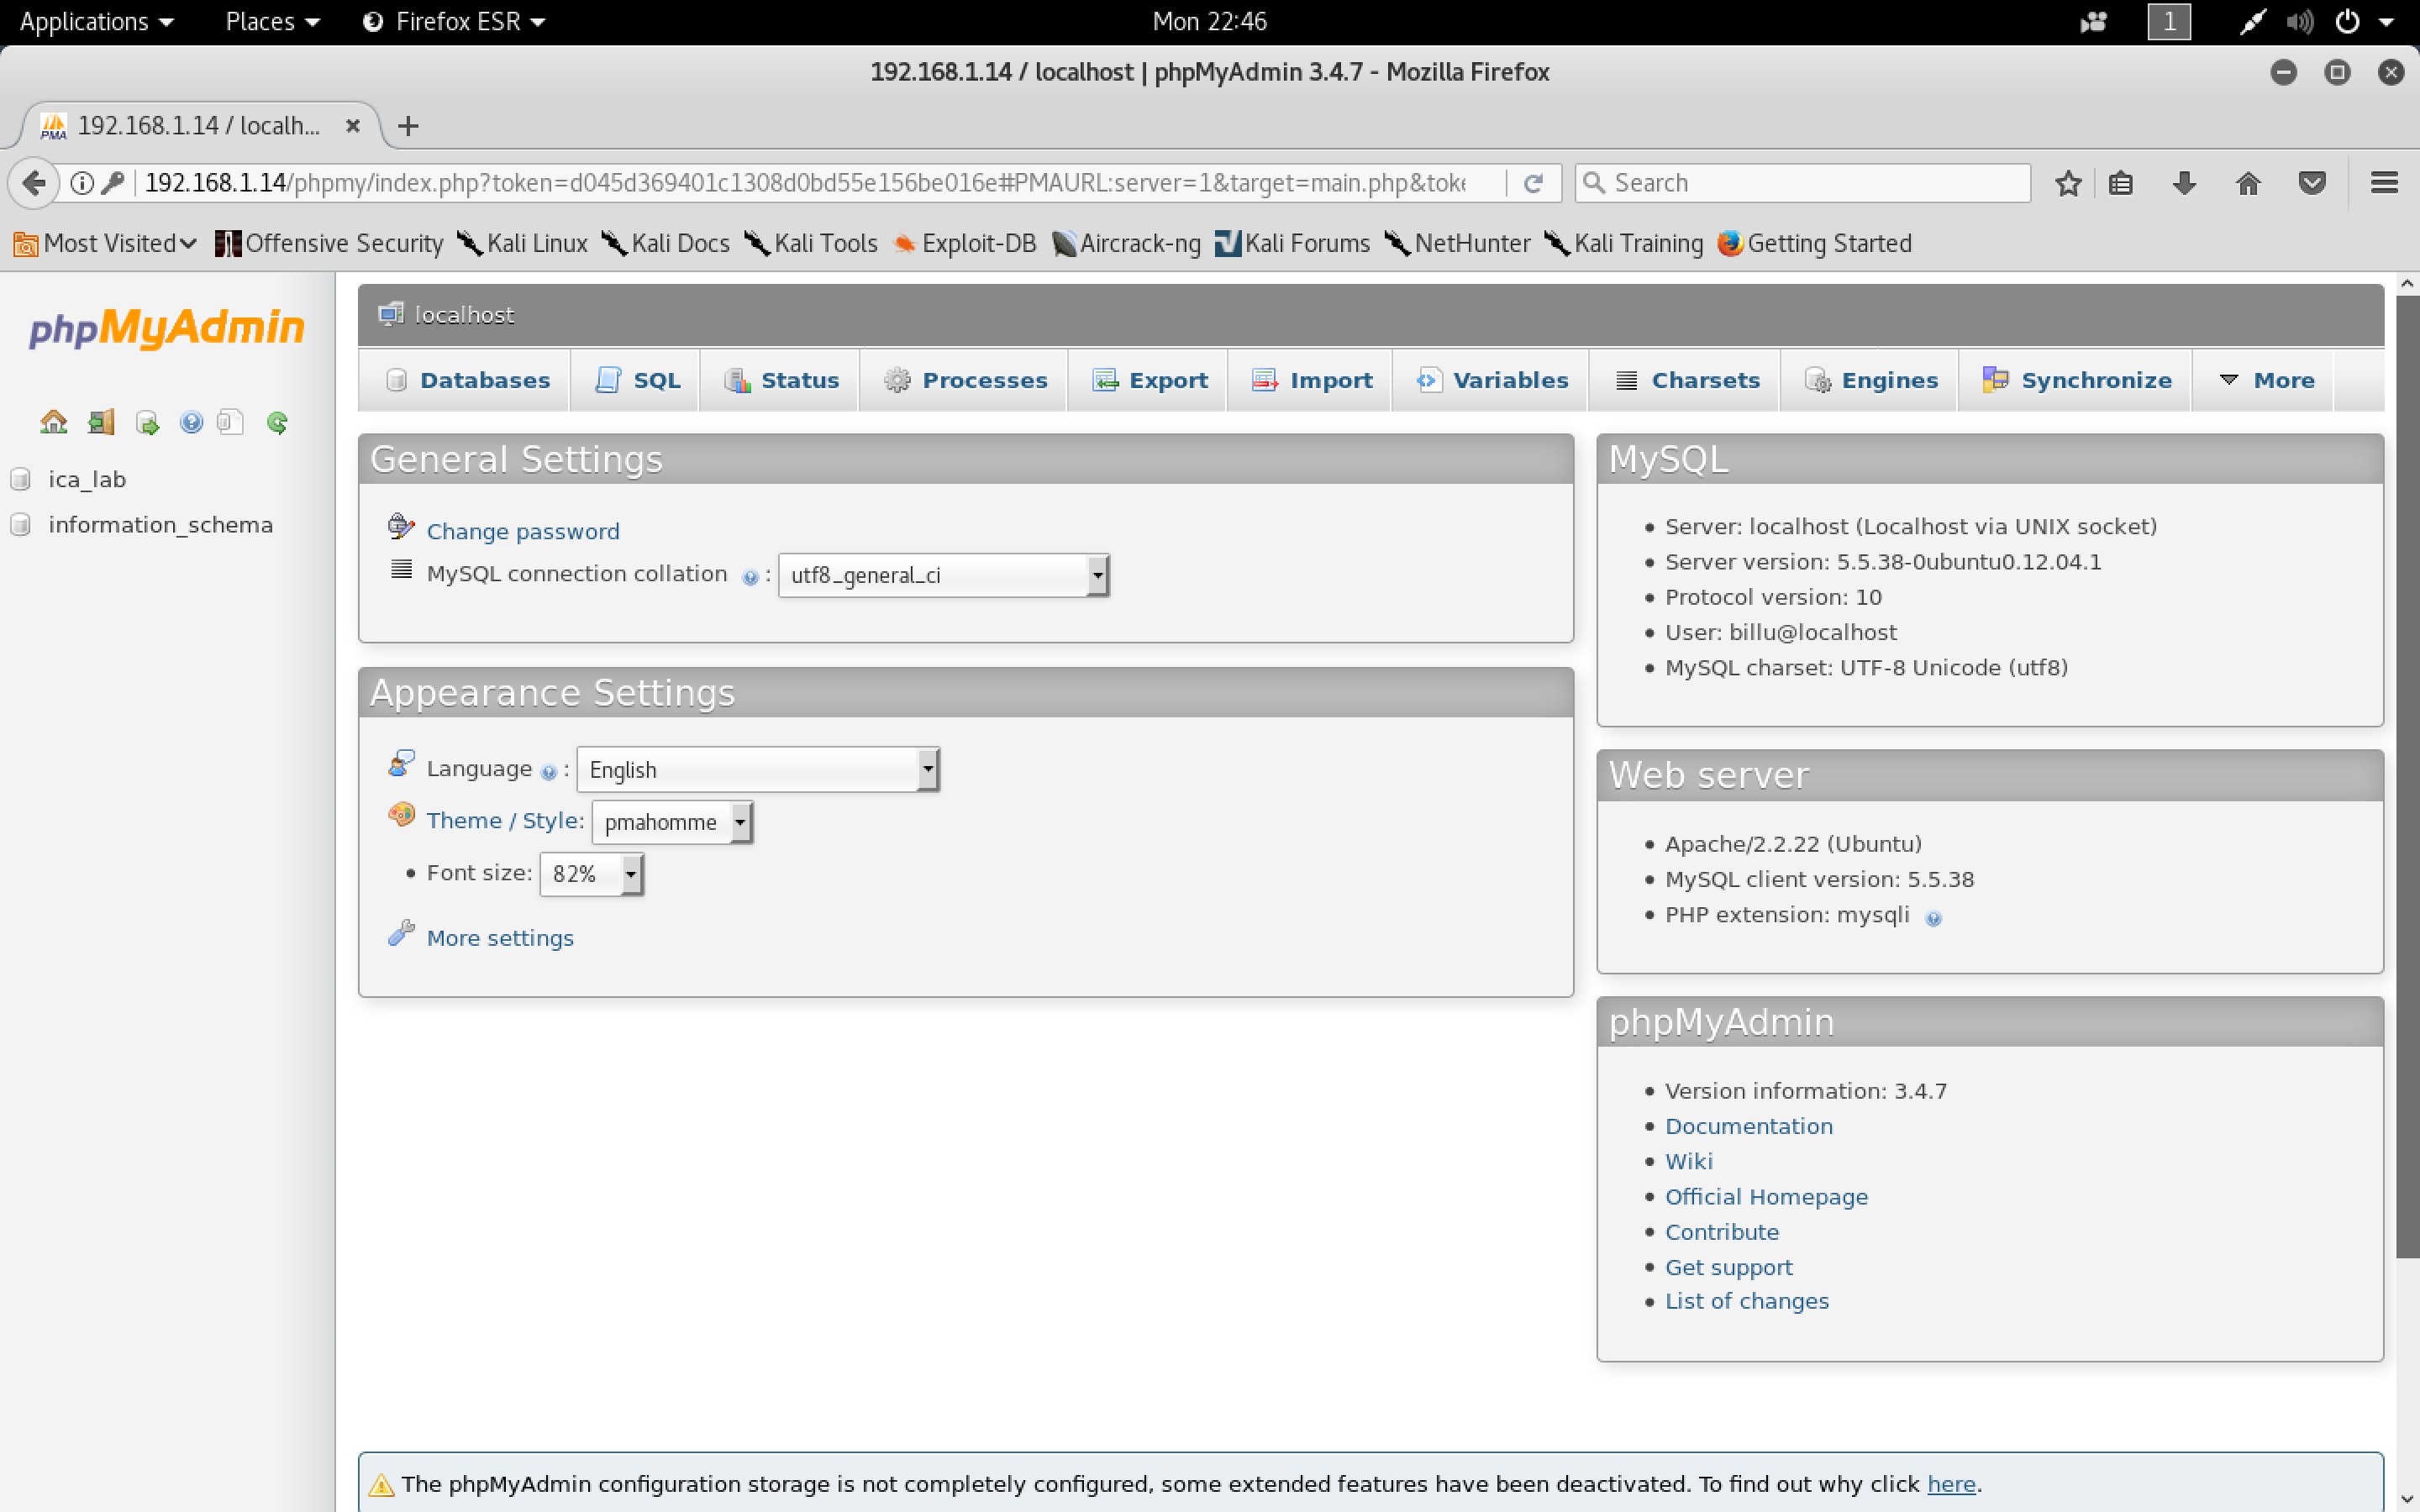 Applications Places Firefox ESR Mon 22:46 1
192.168.1.14 / localhost | phpMyAdmin 3.4.7 - Mozilla Firefox
PMA 192.168.1.14 / localh...
192.168.1.14/phpmy/index.php?token=d045d369401c1308d0bd55e156be016e#PMAURL:server=1&target=main.php&toke Search
Most Visited Offensive Security Kali Linux Kali Docs Kali Tools Exploit-DB Aircrack-ng Kali Forums NetHunter Kali Training Getting Started
phpMyAdmin
ica_lab
information_schema
localhost
Databases SQL Status Processes Export Import Variables Charsets Engines Synchronize More
General Settings
Change password
MySQL connection collation : utf8_general_ci
Appearance Settings
Language : English
Theme / Style: pmahomme
Font size: 82%
More settings
MySQL
Server: localhost (Localhost via UNIX socket)
Server version: 5.5.38-0ubuntu0.12.04.1
Protocol version: 10
User: billu@localhost
MySQL charset: UTF-8 Unicode (utf8)
Web server
Apache/2.2.22 (Ubuntu)
MySQL client version: 5.5.38
PHP extension: mysqli
phpMyAdmin
Version information: 3.4.7
Documentation
Wiki
Official Homepage
Contribute
Get support
List of changes
The phpMyAdmin configuration storage is not completely configured, some extended features have been deactivated. To find out why click here.